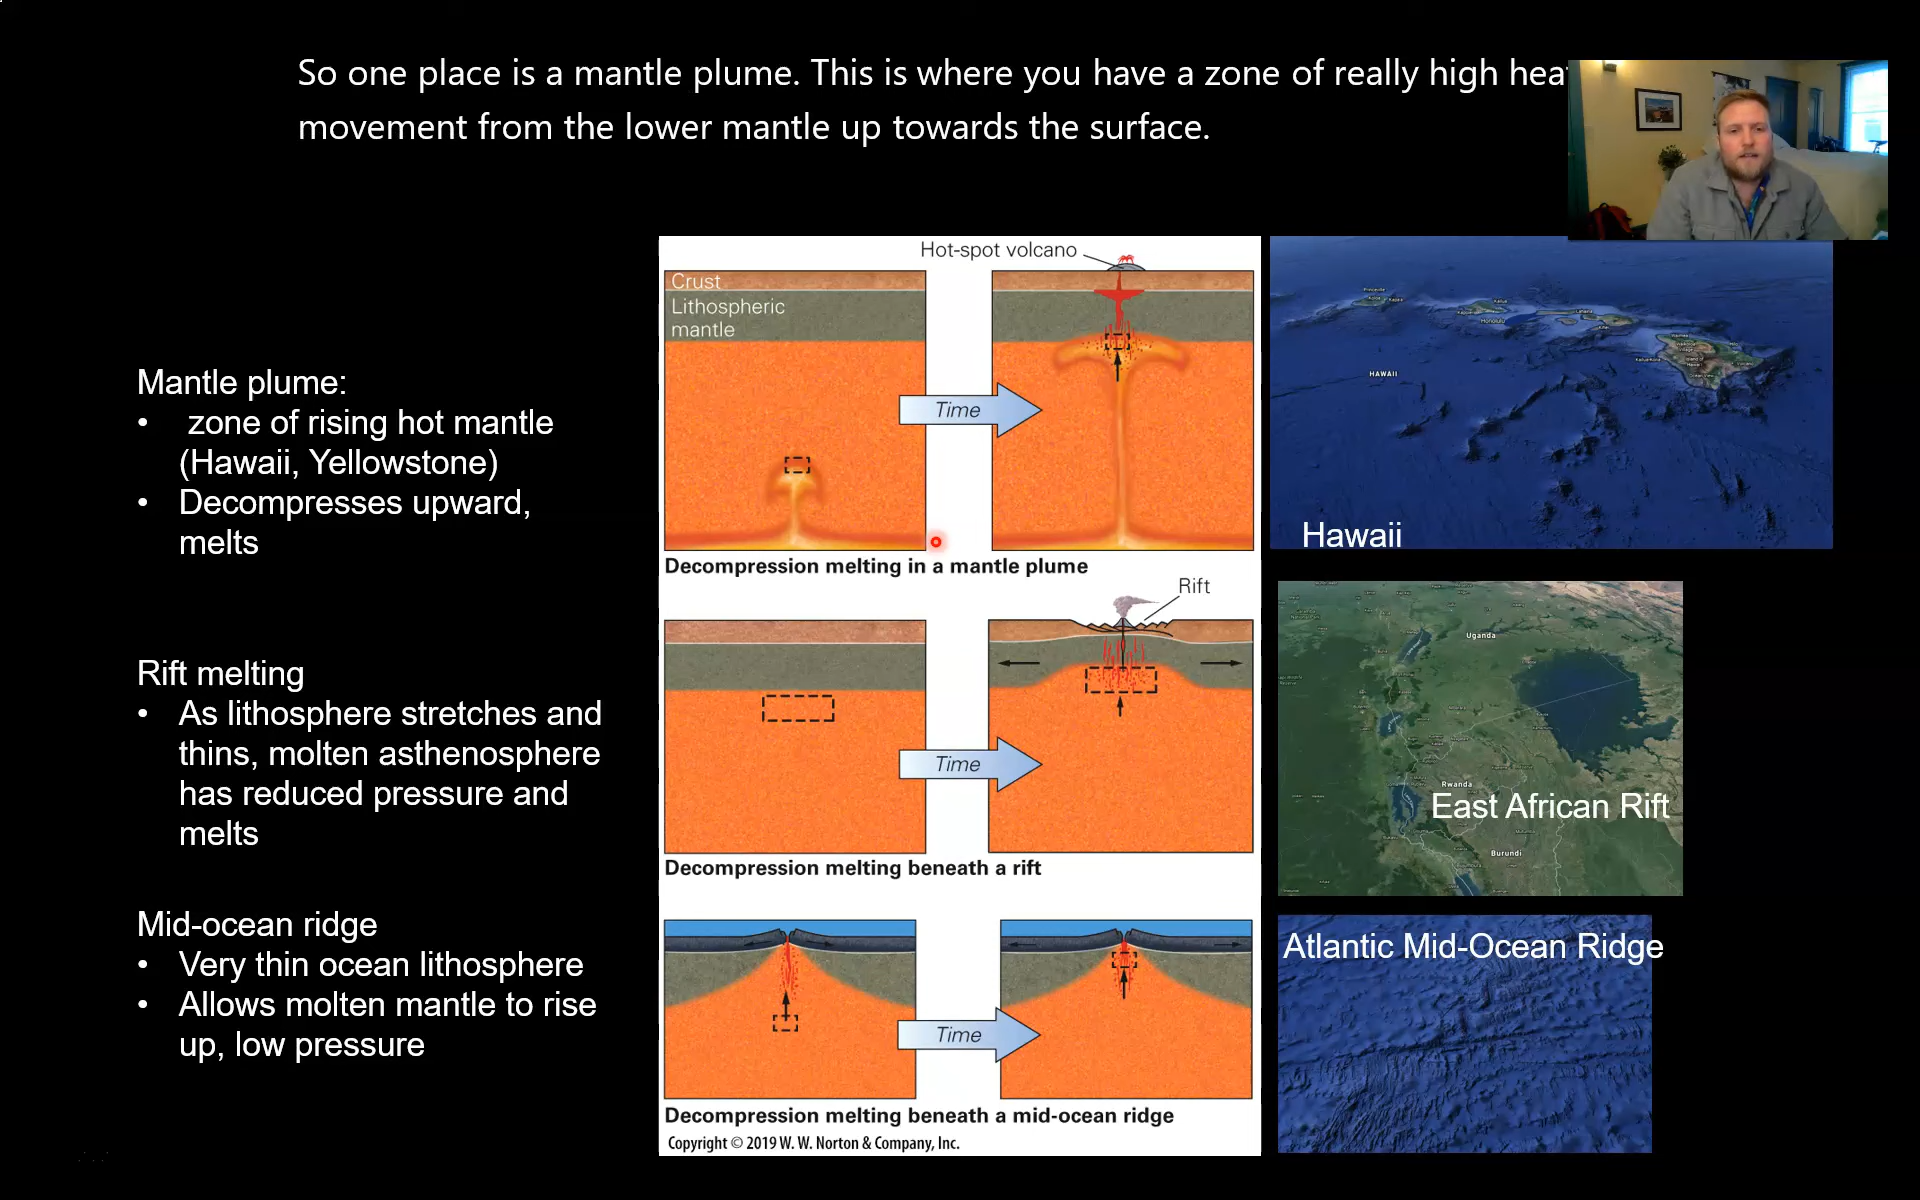 So one place is a mantle plume. This is where you have a zone of really high hea
movement from the lower mantle up towards the surface.
Mantle plume:
• zone of rising hot mantle
(Hawaii, Yellowstone)
• Decompresses upward,
melts
Rift melting
• As lithosphere stretches and
thins, molten asthenosphere
has reduced pressure and
melts
Mid-ocean ridge
• Very thin ocean lithosphere
• Allows molten mantle to rise
up, low pressure
Hot-spot volcano
Crust
Lithospheric
mantle
Time
Decompression melting in a mantle plume
Rift
Time
Decompression melting beneath a rift
Time
Decompression melting beneath a mid-ocean ridge
Copyright © 2019 W. W. Norton & Company, Inc.
Honolulu
HAWAII
Hawaii
Uganda
Rwanda
East African Rift
Burundi
Atlantic Mid-Ocean Ridge